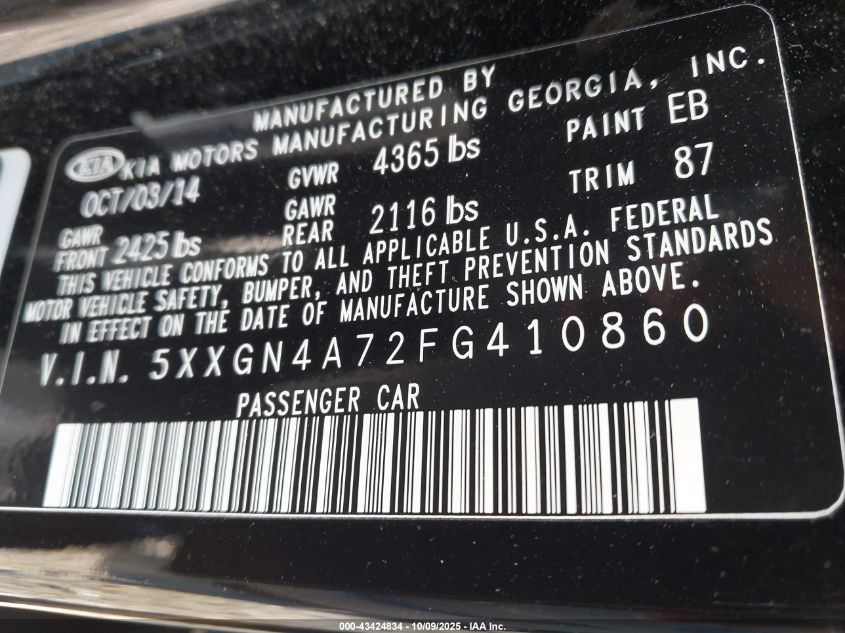 MANUFACTURED BY
KIA KIA MOTORS MANUFACTURING GEORGIA, INC.
OCT/03/14 GVWR 4365 lbs PAINT EB
GAWR FRONT 2425 lbs GAWR REAR 2116 lbs TRIM 87
THIS VEHICLE CONFORMS TO ALL APPLICABLE U.S.A. FEDERAL
MOTOR VEHICLE SAFETY, BUMPER, AND THEFT PREVENTION STANDARDS
IN EFFECT ON THE DATE OF MANUFACTURE SHOWN ABOVE.
V.I.N. 5XXGN4A72FG410860
PASSENGER CAR
000-43424834 - 10/09/2025 - IAA Inc.